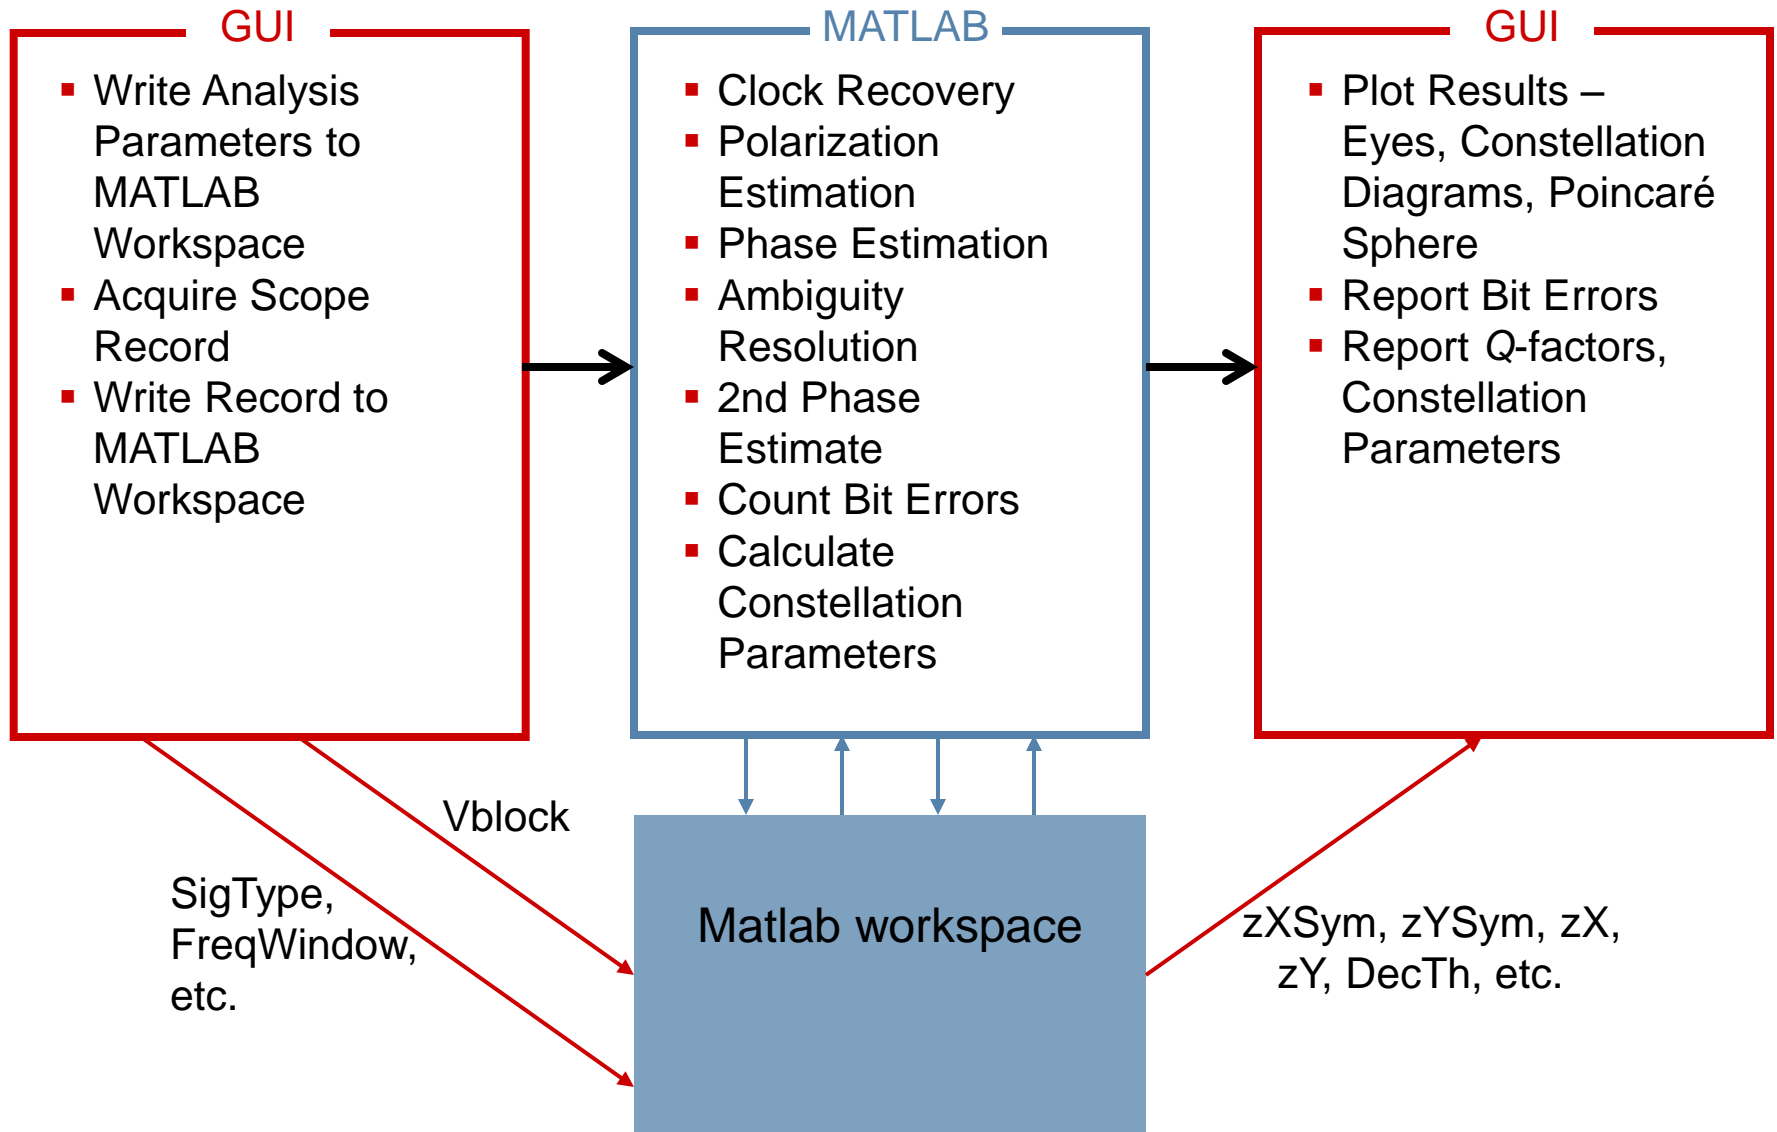 GUI
Write Analysis
Parameters to
MATLAB
Workspace
Acquire Scope
Record
Write Record to
MATLAB
Workspace
MATLAB
Clock Recovery
Polarization
Estimation
Phase Estimation
Ambiguity
Resolution
2nd Phase
Estimate
Count Bit Errors
Calculate
Constellation
Parameters
GUI
Plot Results –
Eyes, Constellation
Diagrams, Poincaré
Sphere
Report Bit Errors
Report Q-factors,
Constellation
Parameters
Vblock
SigType,
FreqWindow,
etc.
Matlab workspace
zXSym, zYSym, zX,
zY, DecTh, etc.